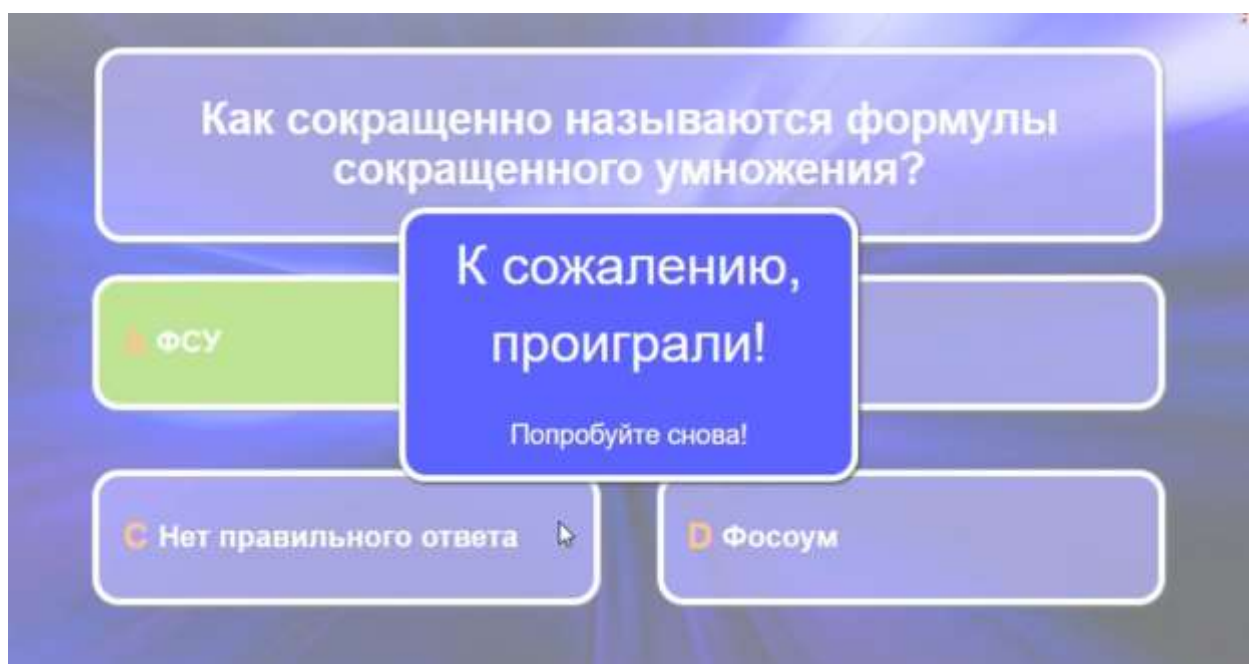 Как сокращенно называются формулы
сокращенного умножения?
К сожалению,
проиграли!
Попробуйте снова!
A ФСУ
C Нет правильного ответа
D Фосоум